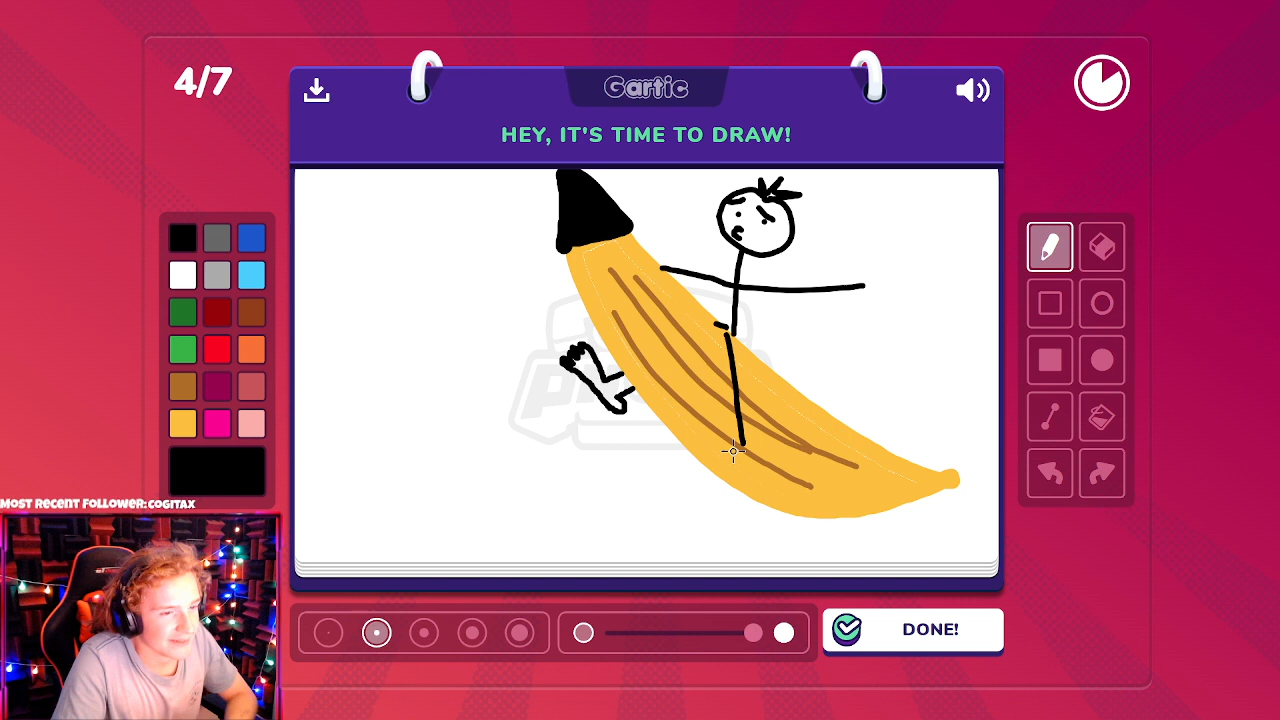 4/7
Gartic
HEY, IT'S TIME TO DRAW!
MOST RECENT FOLLOWER: COGITAX
DONE!